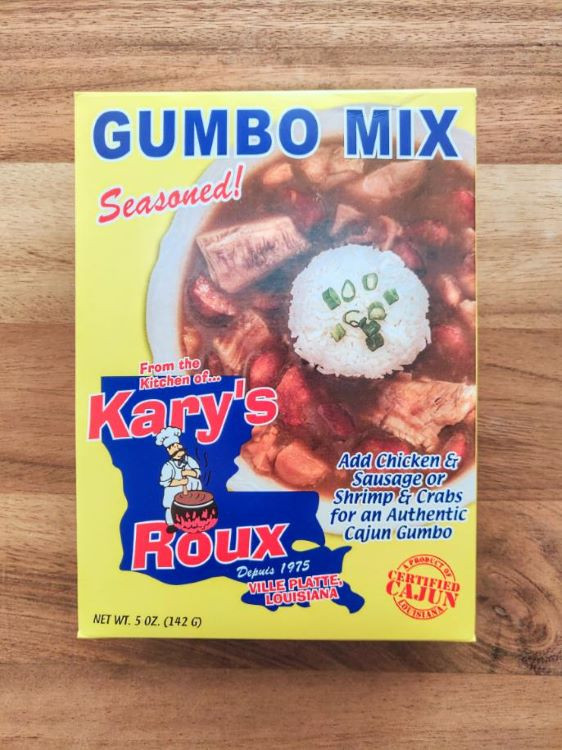 GUMBO MIX
Seasoned!
From the
Kitchen of...
Kary's
Roux
Depuis 1975
VILLE PLATTE,
LOUISIANA
Add Chicken &
Sausage or
Shrimp & Crabs
for an Authentic
Cajun Gumbo
A PRODUCT OF
CERTIFIED
CAJUN
LOUISIANA
NET WT. 5 OZ. (142 G)